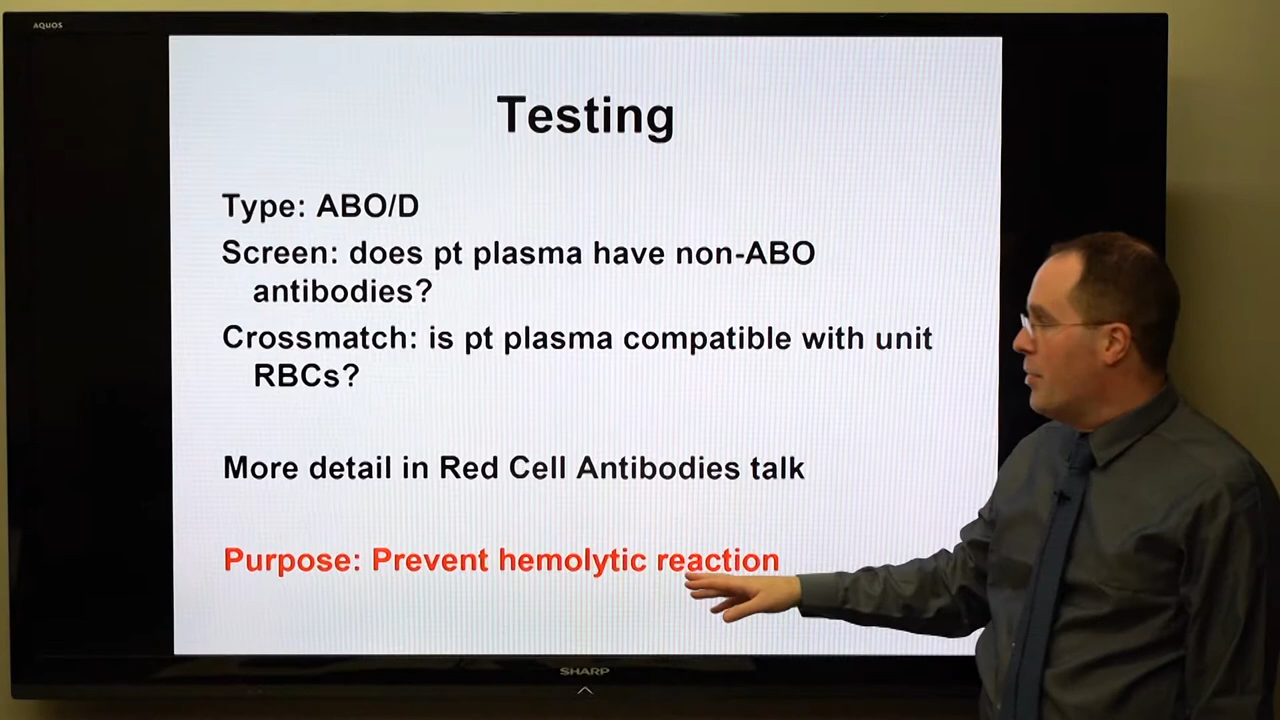 AQUOS
Testing
Type: ABO/D
Screen: does pt plasma have non-ABO
antibodies?
Crossmatch: is pt plasma compatible with unit
RBCs?
More detail in Red Cell Antibodies talk
Purpose: Prevent hemolytic reaction
SHARP